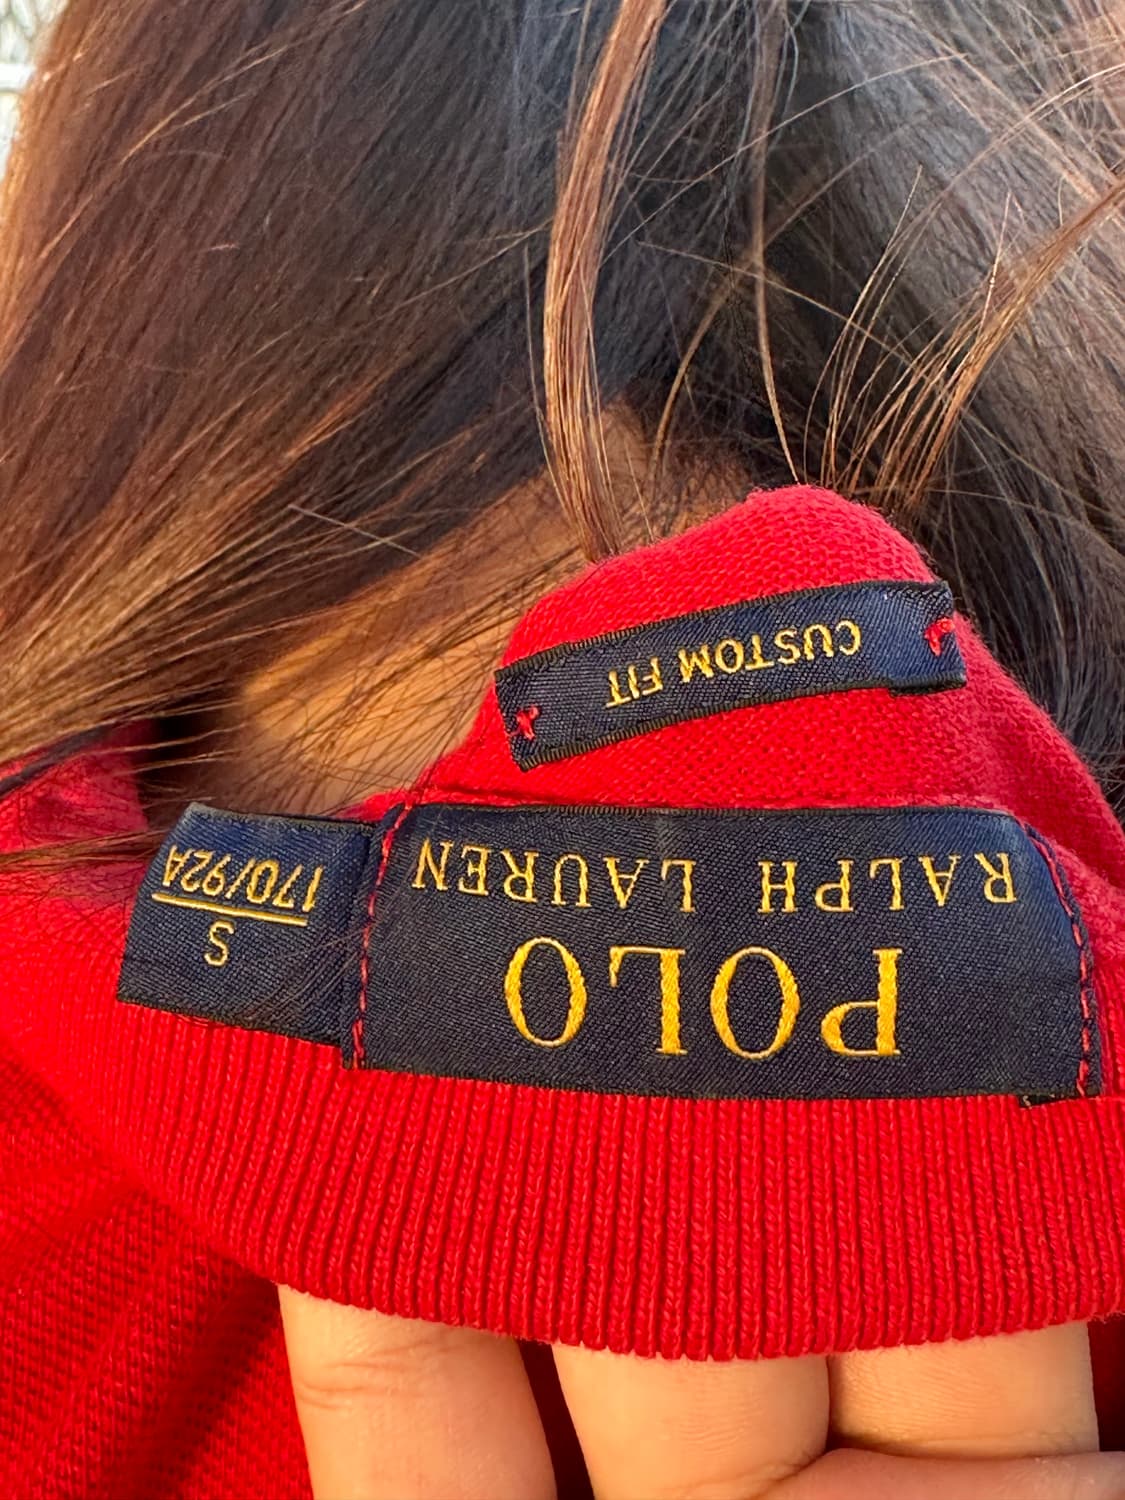 POLO
RALPH LAUREN
S
170/92A
CUSTOM FIT